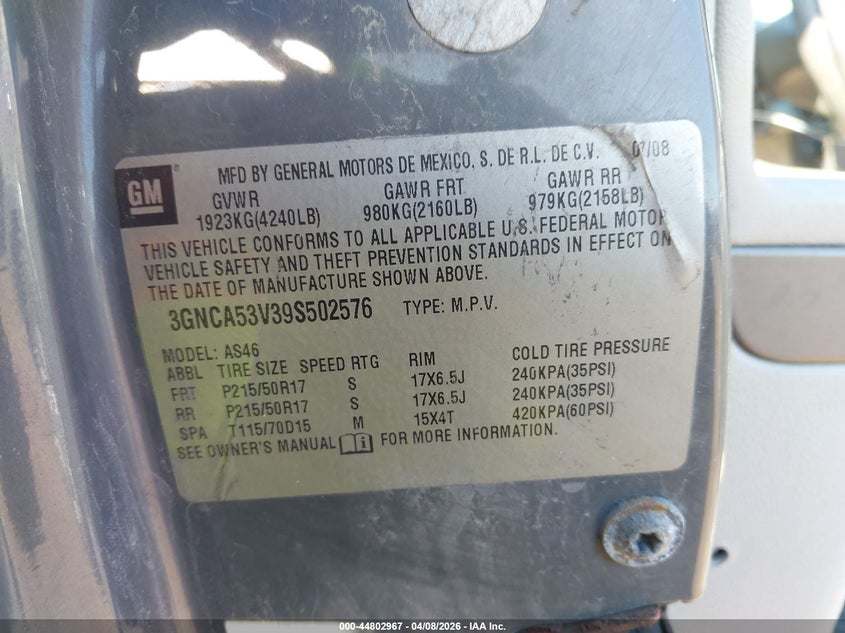 GM
MFD BY GENERAL MOTORS DE MEXICO, S. DE R.L. DE C.V. 07/08
GVWR GAWR FRT GAWR RR
1923KG(4240LB) 980KG(2160LB) 979KG(2158LB)
THIS VEHICLE CONFORMS TO ALL APPLICABLE U.S. FEDERAL MOTOR
VEHICLE SAFETY AND THEFT PREVENTION STANDARDS IN EFFECT ON
THE DATE OF MANUFACTURE SHOWN ABOVE.
3GNCA53V39S502576 TYPE: M.P.V.
MODEL: AS46
ABBL TIRE SIZE SPEED RTG RIM COLD TIRE PRESSURE
FRT P215/50R17 S 17X6.5J 240KPA(35PSI)
RR P215/50R17 S 17X6.5J 240KPA(35PSI)
SPA T115/70D15 M 15X4T 420KPA(60PSI)
SEE OWNER'S MANUAL FOR MORE INFORMATION.
000-44802967 - 04/08/2026 - IAA Inc.